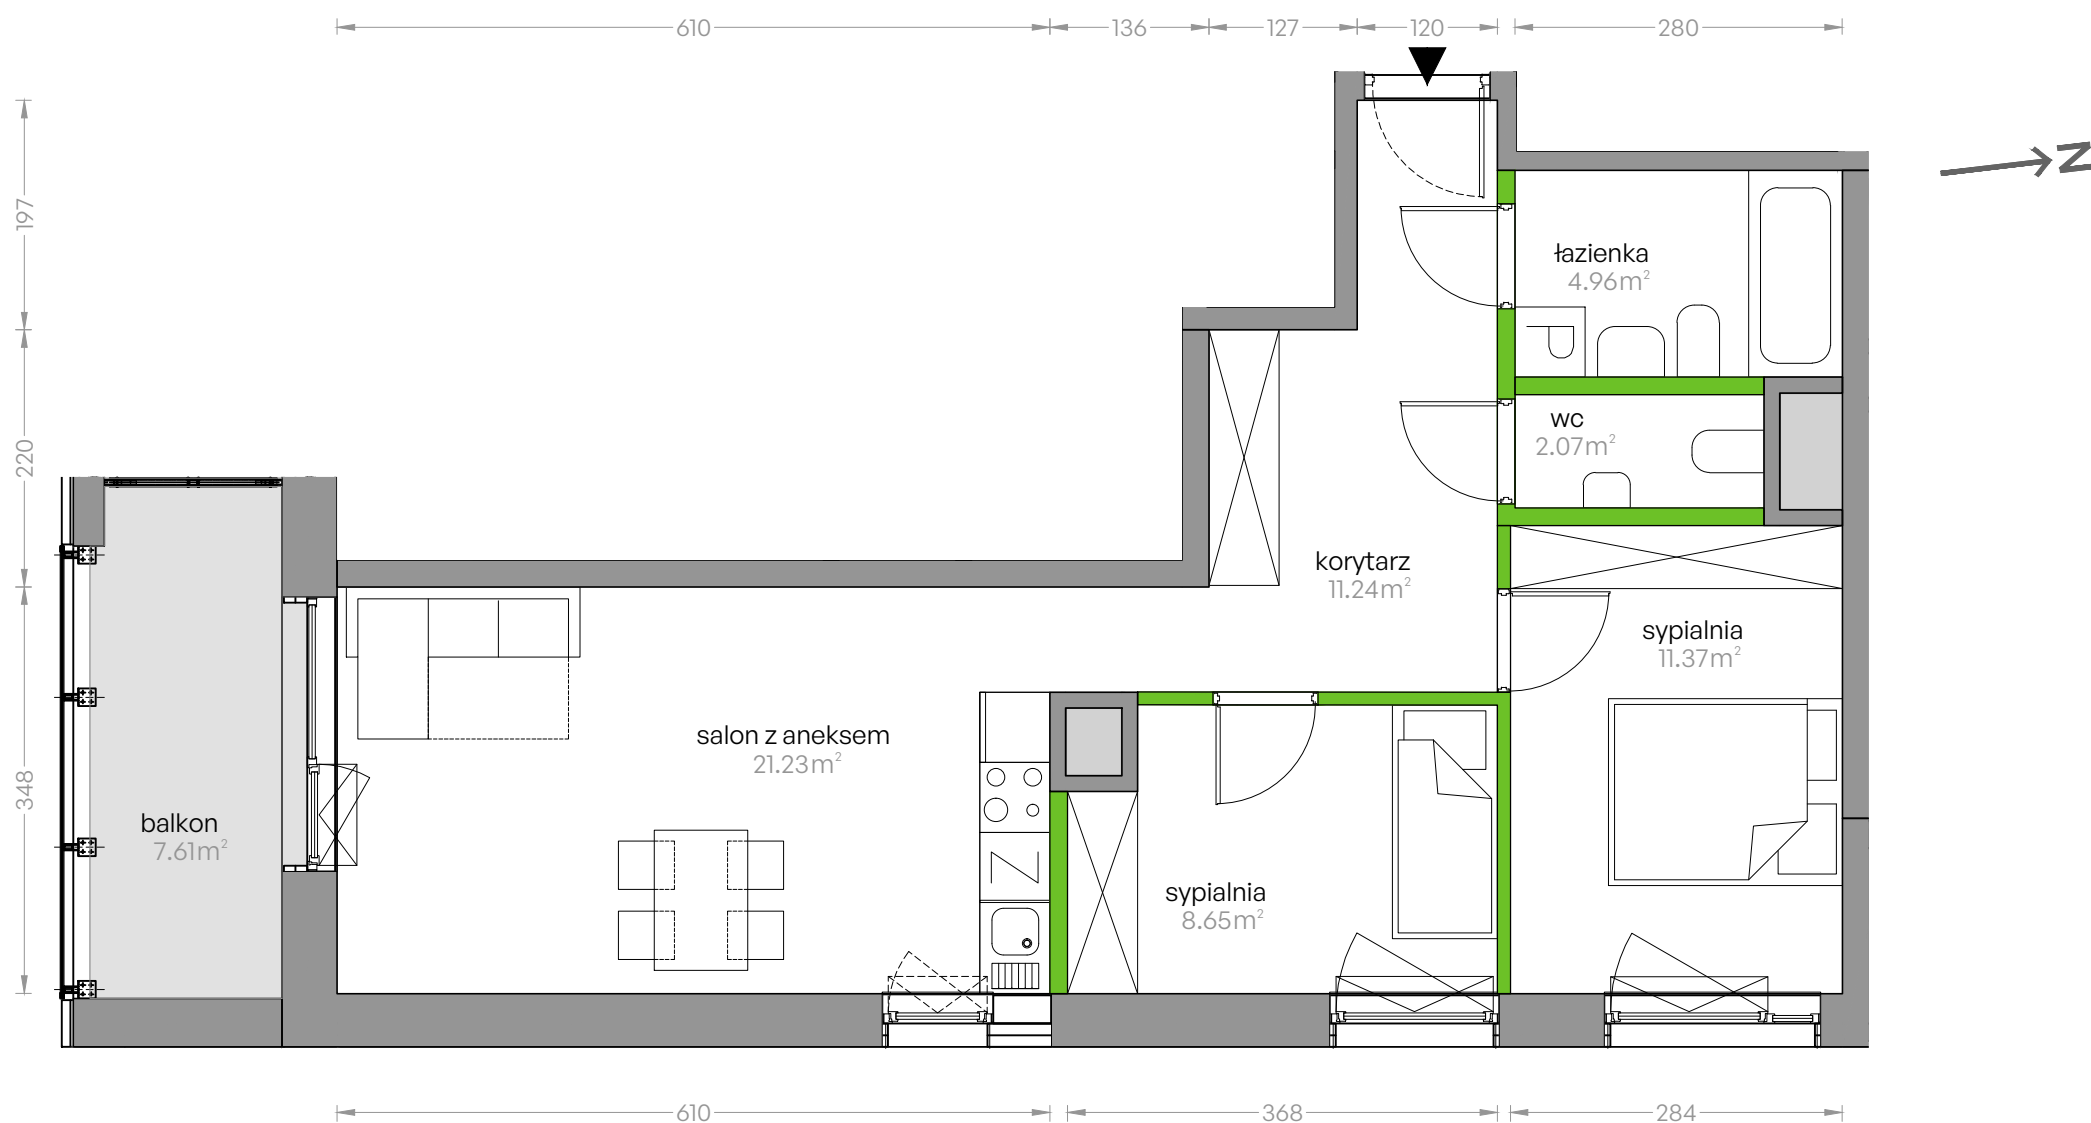 610
136
127
120
280
197
N
łazienka
4.96m²
220
wc
2.07m²
korytarz
11.24m²
sypialnia
11.37m²
salon z aneksem
21.23m²
348
balkon
7.61m²
sypialnia
8.65m²
610
368
284